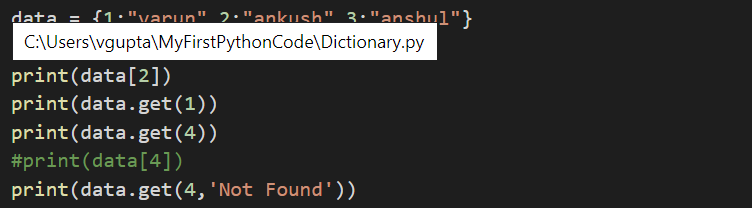 data = {1:"varun",2:"ankush",3:"anshul"}
C:\Users\vgupta\MyFirstPythonCode\Dictionary.py
print(data[2])
print(data.get(1))
print(data.get(4))
#print(data[4])
print(data.get(4,'Not Found'))